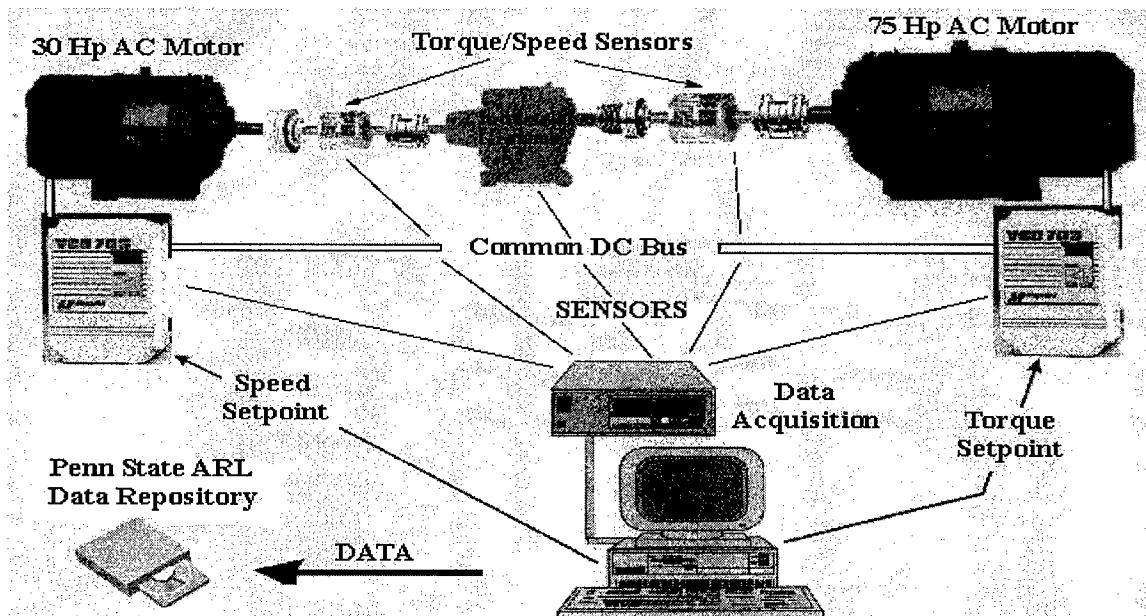 30 Hp AC Motor
Torque/Speed Sensors
75 Hp AC Motor
Common DC Bus
SENSORS
Speed
Setpoint
Data
Acquisition
Torque
Setpoint
Penn State ARL
Data Repository
DATA